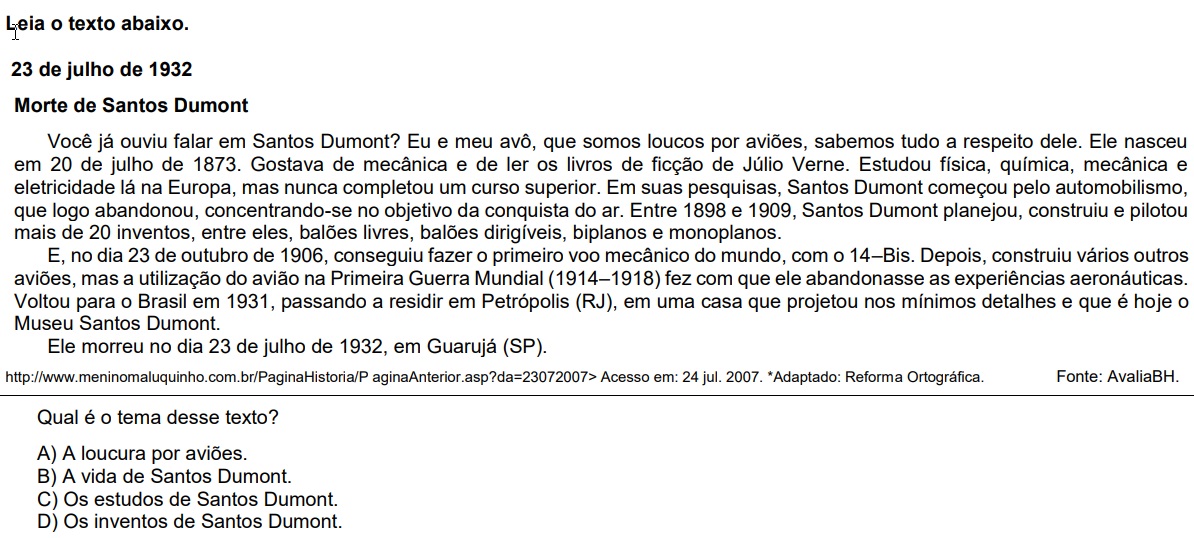 Leia o texto abaixo.
23 de julho de 1932
Morte de Santos Dumont
Você já ouviu falar em Santos Dumont? Eu e meu avô, que somos loucos por aviões, sabemos tudo a respeito dele. Ele nasceu
em 20 de julho de 1873. Gostava de mecânica e de ler os livros de ficção de Júlio Verne. Estudou física, química, mecânica e
eletricidade lá na Europa, mas nunca completou um curso superior. Em suas pesquisas, Santos Dumont começou pelo automobilismo,
que logo abandonou, concentrando-se no objetivo da conquista do ar. Entre 1898 e 1909, Santos Dumont planejou, construiu e pilotou
mais de 20 inventos, entre eles, balões livres, balões dirigíveis, biplanos e monoplanos.
E, no dia 23 de outubro de 1906, conseguiu fazer o primeiro voo mecânico do mundo, com o 14–Bis. Depois, construiu vários outros
aviões, mas a utilização do avião na Primeira Guerra Mundial (1914–1918) fez com que ele abandonasse as experiências aeronáuticas.
Voltou para o Brasil em 1931, passando a residir em Petrópolis (RJ), em uma casa que projetou nos mínimos detalhes e que é hoje o
Museu Santos Dumont.
Ele morreu no dia 23 de julho de 1932, em Guarujá (SP).
http://www.meninomaluquinho.com.br/PaginaHistoria/P aginaAnterior.asp?da=23072007> Acesso em: 24 jul. 2007. *Adaptado: Reforma Ortográfica. Fonte: AvaliaBH.
Qual é o tema desse texto?
A) A loucura por aviões.
B) A vida de Santos Dumont.
C) Os estudos de Santos Dumont.
D) Os inventos de Santos Dumont.